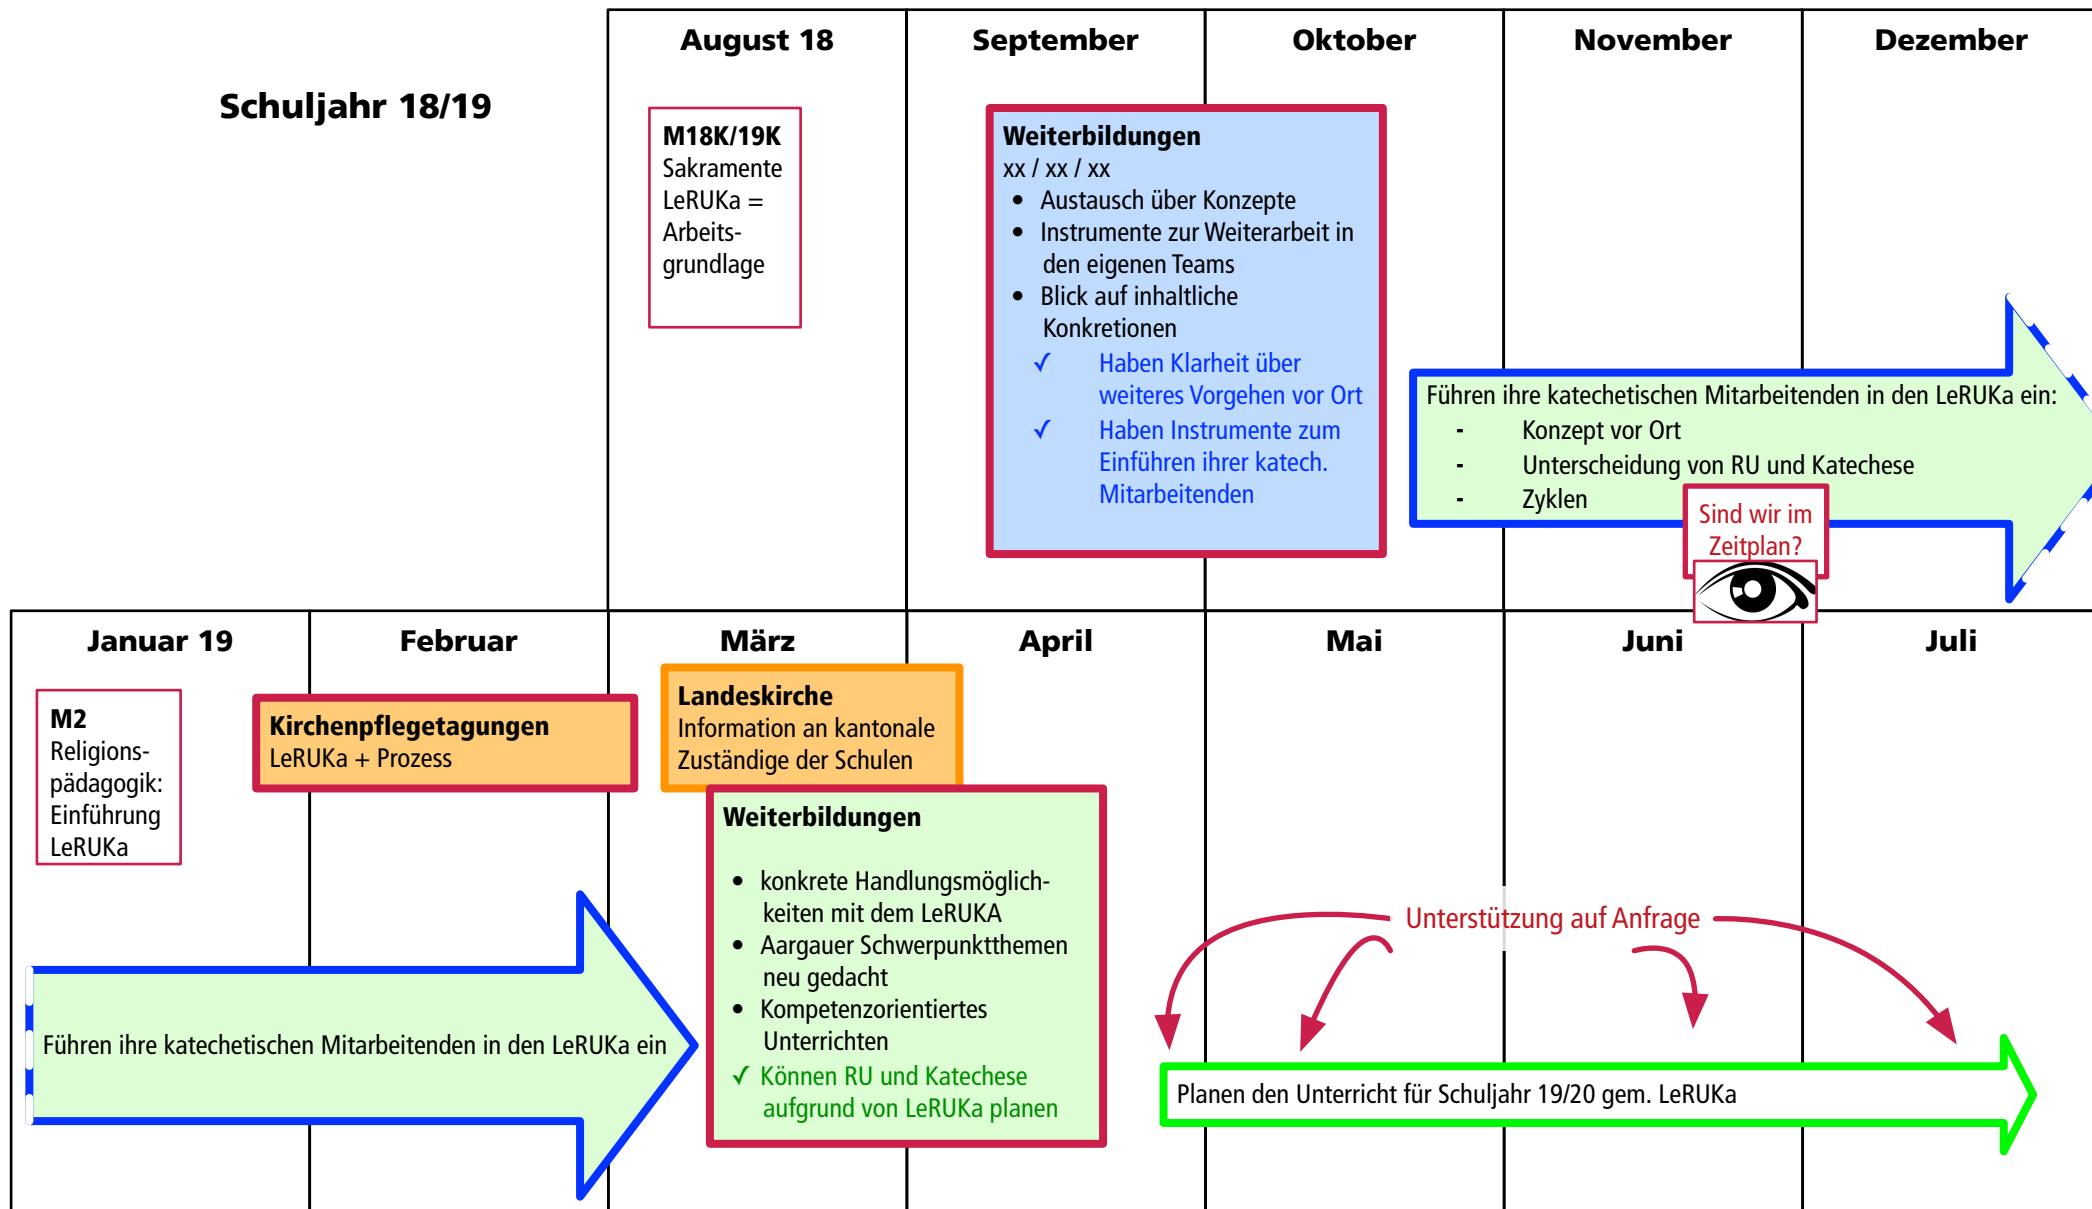 Schuljahr 18/19
August 18
September
Oktober
November
Dezember
M18K/19K
Sakramente
LeRUKa =
Arbeits-
grundlage
Weiterbildungen
xx / xx / xx
• Austausch über Konzepte
• Instrumente zur Weiterarbeit in
den eigenen Teams
• Blick auf inhaltliche
Konkretionen
✓ Haben Klarheit über
weiteres Vorgehen vor Ort
✓ Haben Instrumente zum
Einführen ihrer katech.
Mitarbeitenden
Führen ihre katechetischen Mitarbeitenden in den LeRUKa ein:
- Konzept vor Ort
- Unterscheidung von RU und Katechese
- Zyklen
Sind wir im
Zeitplan?
Januar 19
Februar
März
April
Mai
Juni
Juli
M2
Religions-
pädagogik:
Einführung
LeRUKa
Kirchenpflegetagungen
LeRUKa + Prozess
Landeskirche
Information an kantonale
Zuständige der Schulen
Weiterbildungen
• konkrete Handlungsmöglich-
keiten mit dem LeRUKA
• Aargauer Schwerpunktthemen
neu gedacht
• Kompetenzorientiertes
Unterrichten
✓ Können RU und Katechese
aufgrund von LeRUKa planen
Führen ihre katechetischen Mitarbeitenden in den LeRUKa ein
Unterstützung auf Anfrage
Planen den Unterricht für Schuljahr 19/20 gem. LeRUKa